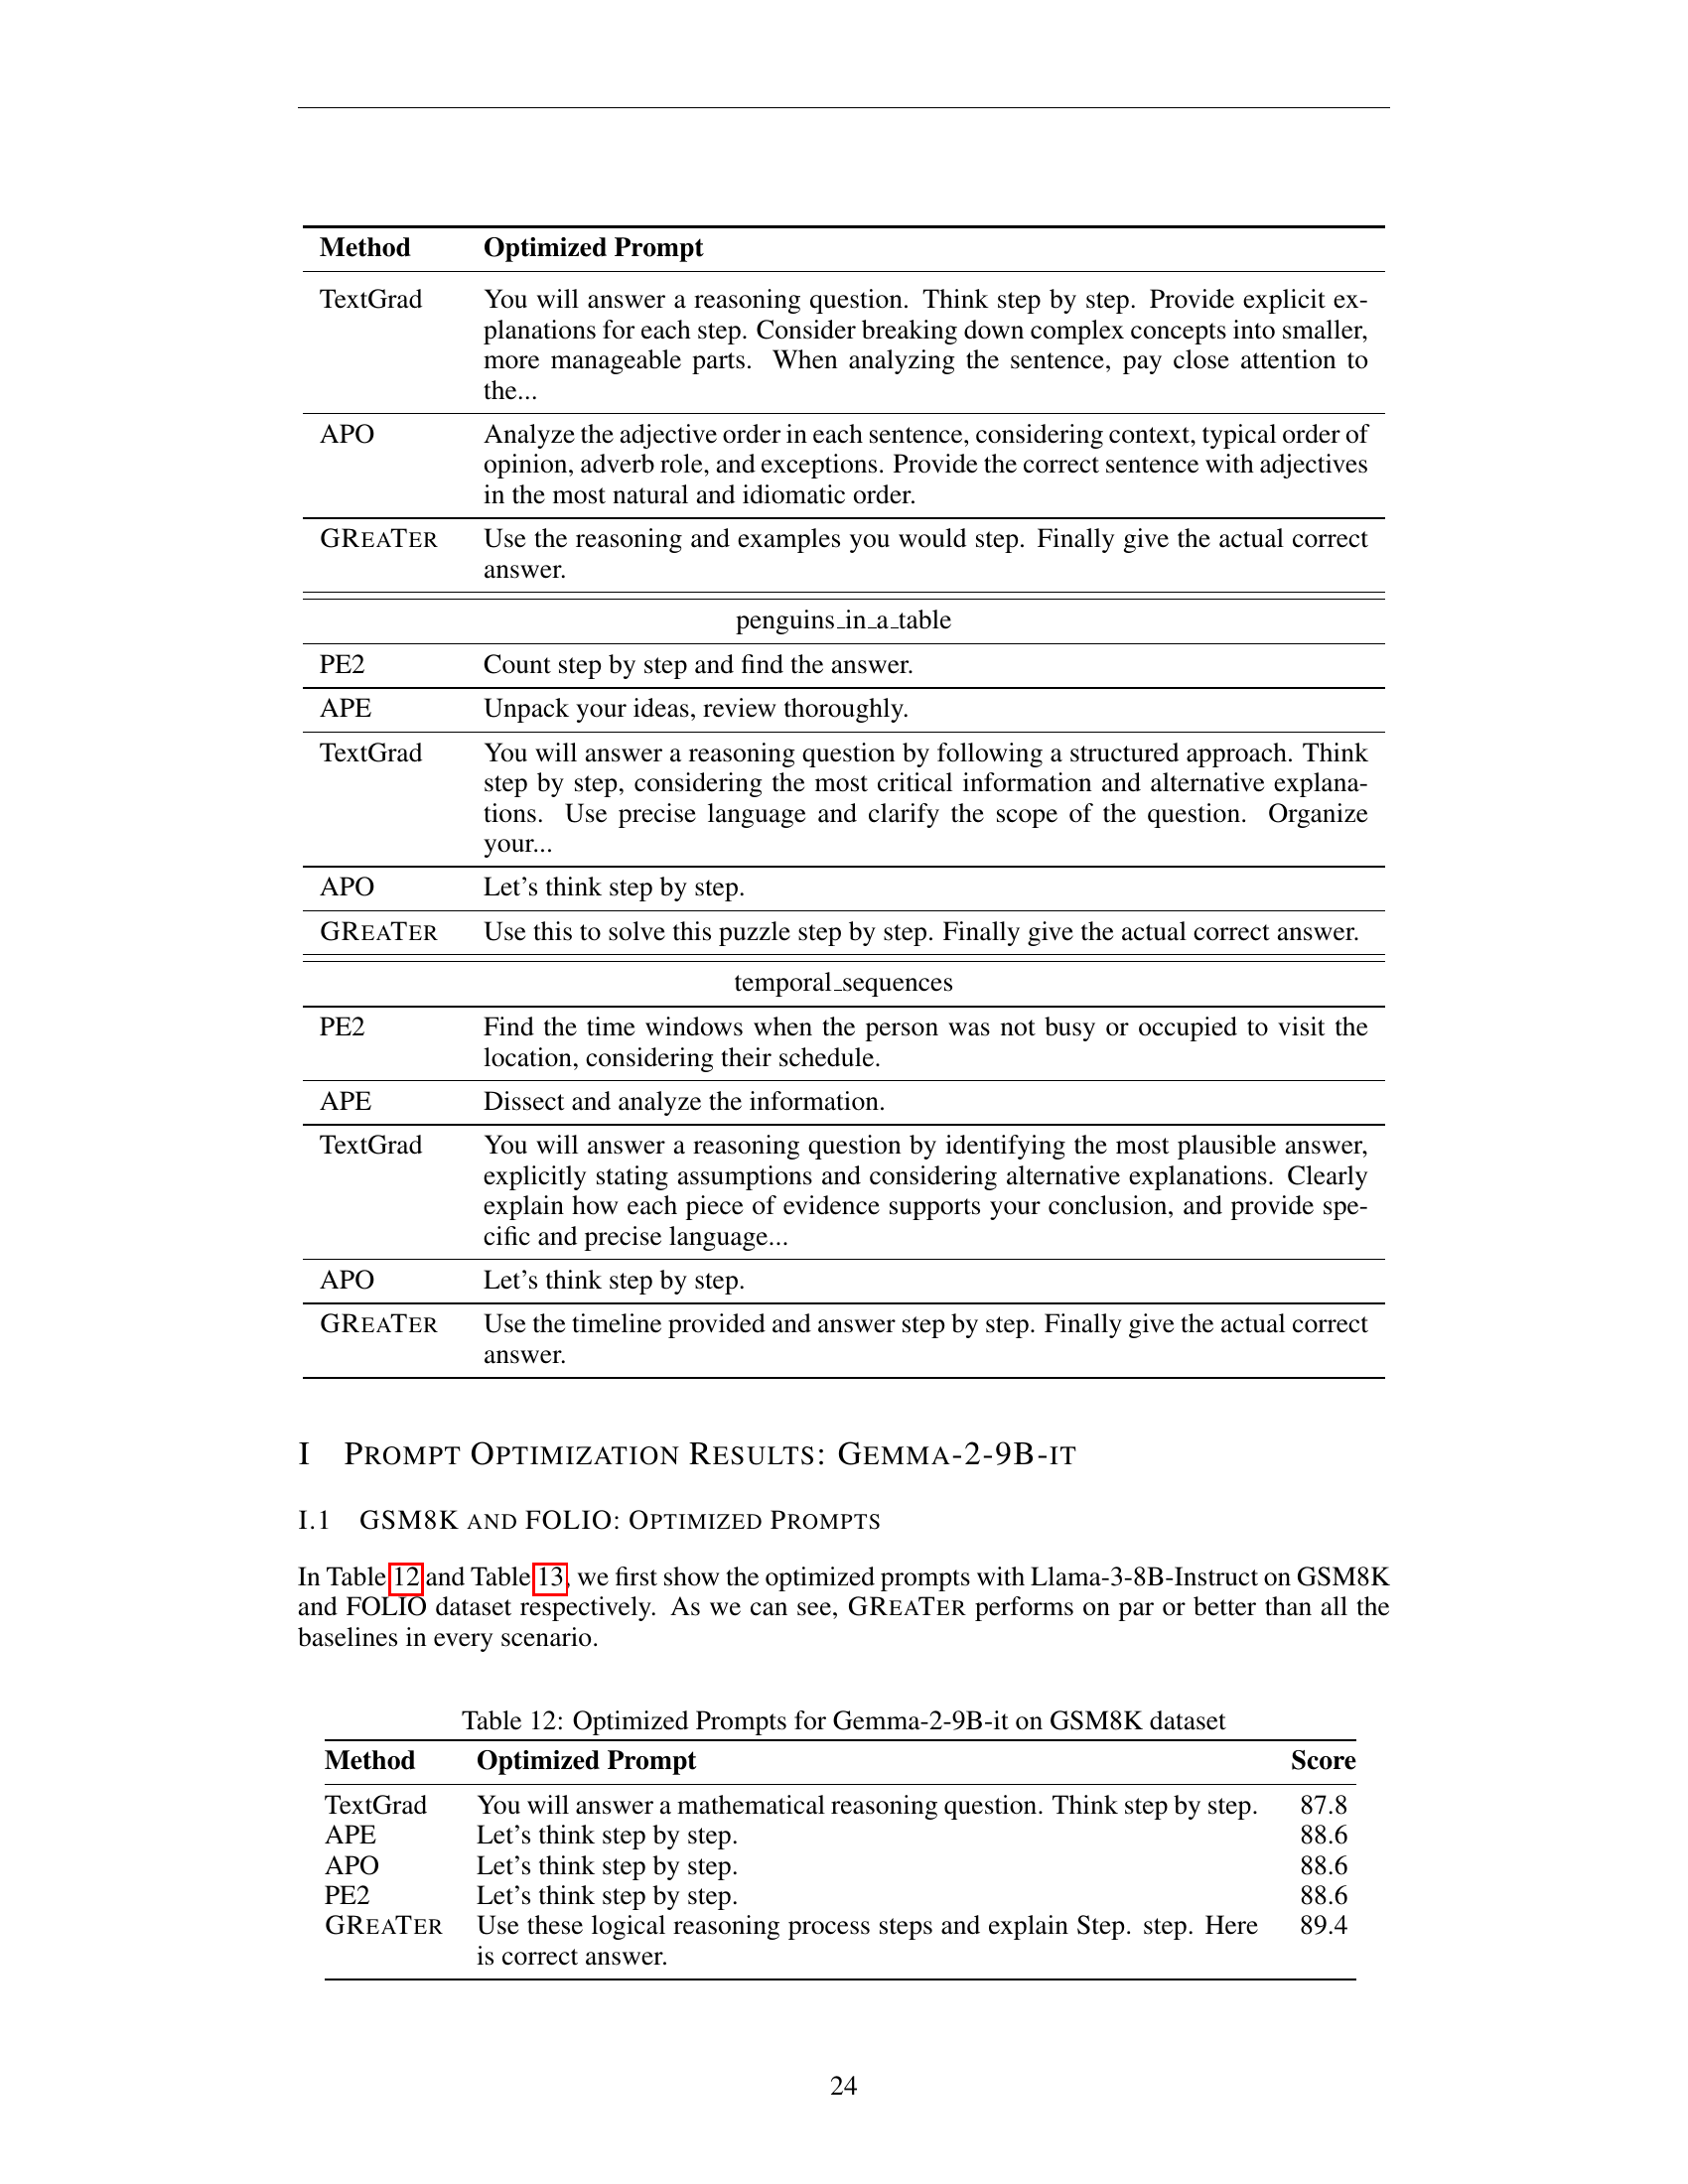 Method Optimized Prompt
TextGrad You will answer a reasoning question. Think step by step. Provide explicit ex-
planations for each step. Consider breaking down complex concepts into smaller,
more manageable parts. When analyzing the sentence, pay close attention to
the...
APO Analyze the adjective order in each sentence, considering context, typical order of
opinion, adverb role, and exceptions. Provide the correct sentence with adjectives
in the most natural and idiomatic order.
GREATER Use the reasoning and examples you would step. Finally give the actual correct
answer.
penguins_in_a_table
PE2 Count step by step and find the answer.
APE Unpack your ideas, review thoroughly.
TextGrad You will answer a reasoning question by following a structured approach. Think
step by step, considering the most critical information and alternative explana-
tions. Use precise language and clarify the scope of the question. Organize
your...
APO Let's think step by step.
GREATER Use this to solve this puzzle step by step. Finally give the actual correct answer.
temporal_sequences
PE2 Find the time windows when the person was not busy or occupied to visit the
location, considering their schedule.
APE Dissect and analyze the information.
TextGrad You will answer a reasoning question by identifying the most plausible answer,
explicitly stating assumptions and considering alternative explanations. Clearly
explain how each piece of evidence supports your conclusion, and provide spe-
cific and precise language...
APO Let's think step by step.
GREATER Use the timeline provided and answer step by step. Finally give the actual correct
answer.
I PROMPT OPTIMIZATION RESULTS: GEMMA-2-9B-IT
I.1 GSM8K AND FOLIO: OPTIMIZED PROMPTS
In Table 12 and Table 13, we first show the optimized prompts with Llama-3-8B-Instruct on GSM8K
and FOLIO dataset respectively. As we can see, GREATER performs on par or better than all the
baselines in every scenario.
Table 12: Optimized Prompts for Gemma-2-9B-it on GSM8K dataset
Method Optimized Prompt Score
TextGrad You will answer a mathematical reasoning question. Think step by step. 87.8
APE Let's think step by step. 88.6
APO Let's think step by step. 88.6
PE2 Let's think step by step. 88.6
GREATER Use these logical reasoning process steps and explain Step. step. Here 89.4
is correct answer.
24